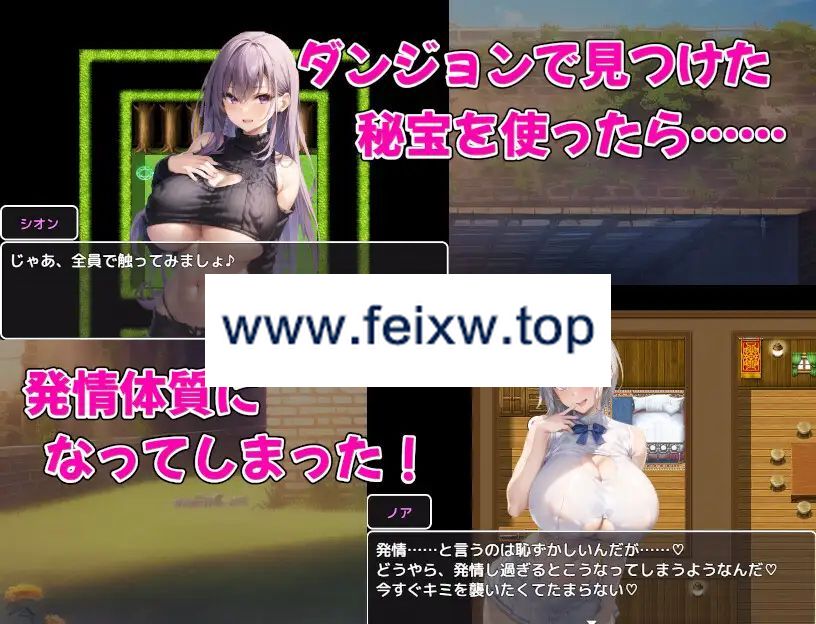 ダンジョンで見つけた
秘宝を使ったら……
シオン
じゃあ、全員で触ってみましょ♪
www.feixw.top
発情体質に
なってしまった！
ノア
発情……と言うのは恥ずかしいんだが……♡
どうやら、発情し過ぎるとこうなってしまうようなんだ♡
今すぐキミを襲いたくてたまらない♡